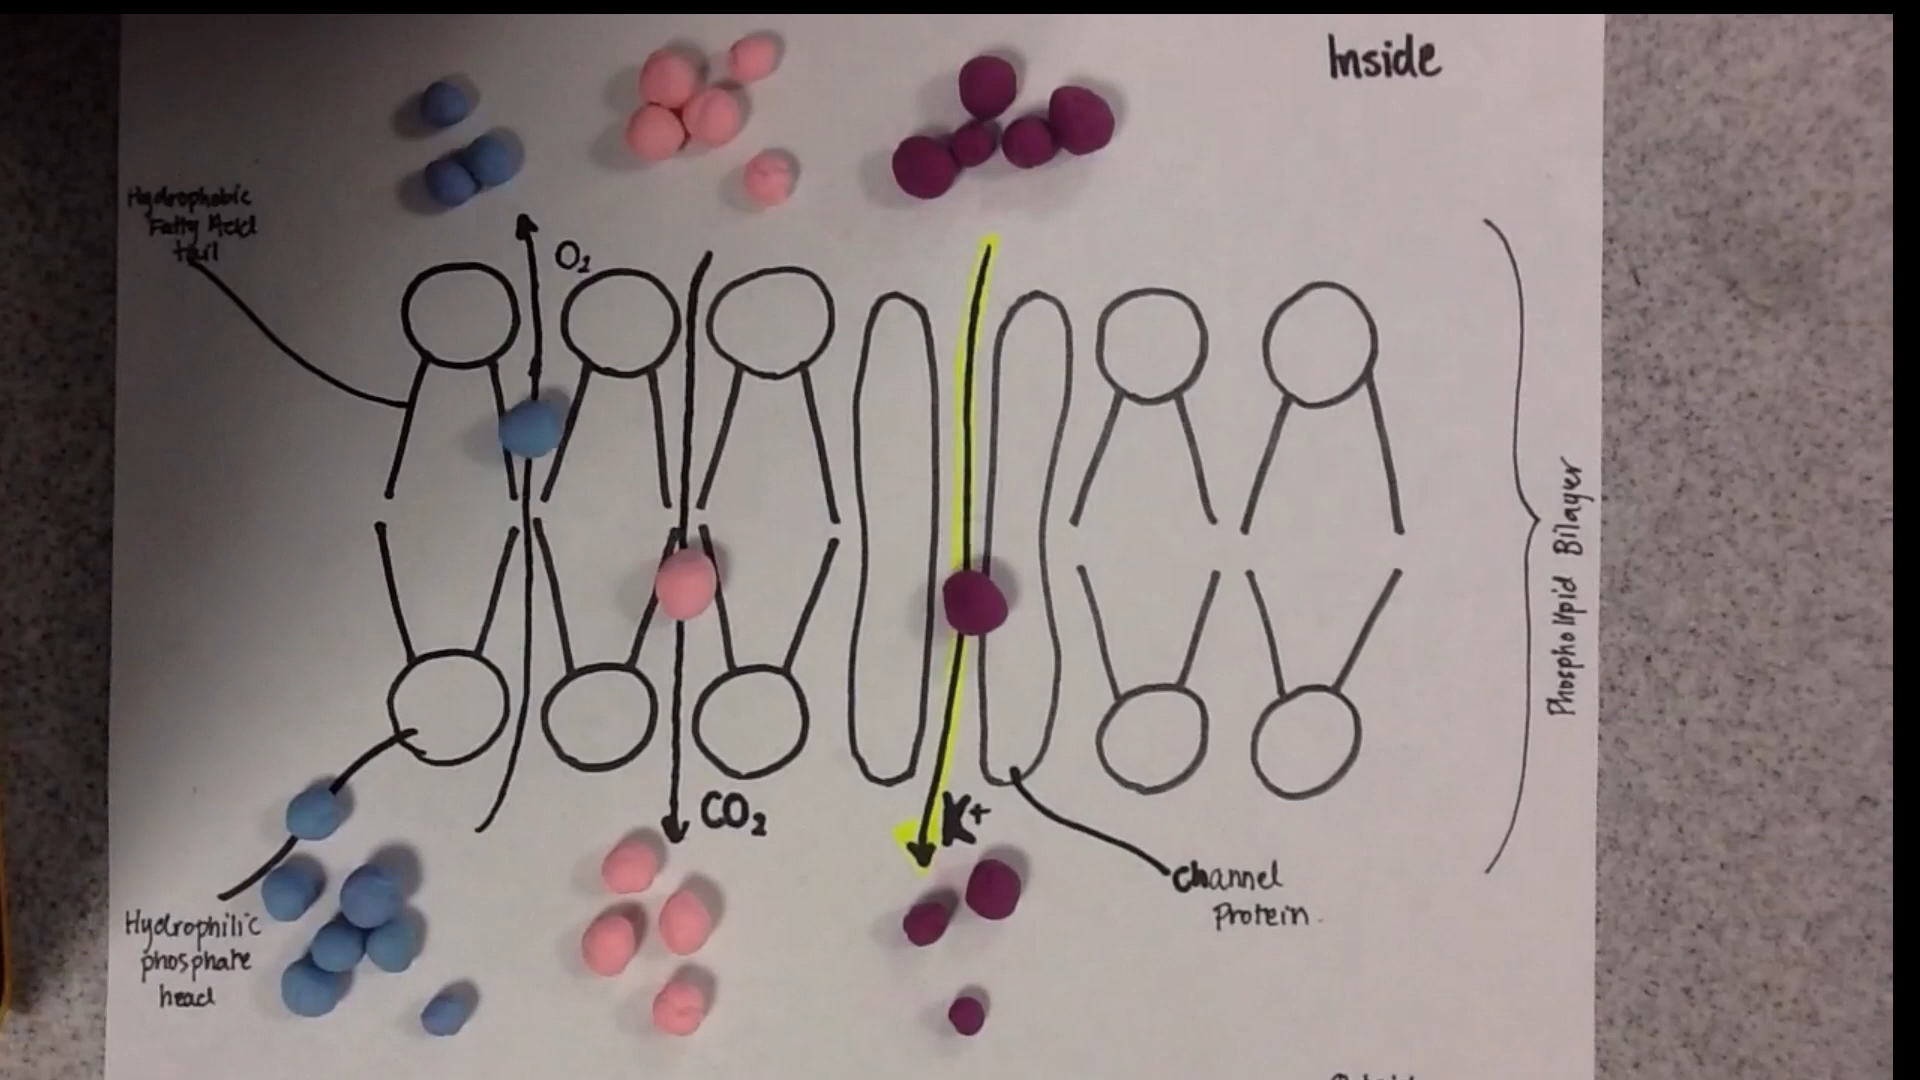 Inside
Hydrophobic
Fatty Acid
tail
O₂
Phospholipid Bilayer
CO₂
K+
Channel
Protein.
Hydrophilic
phosphate
head